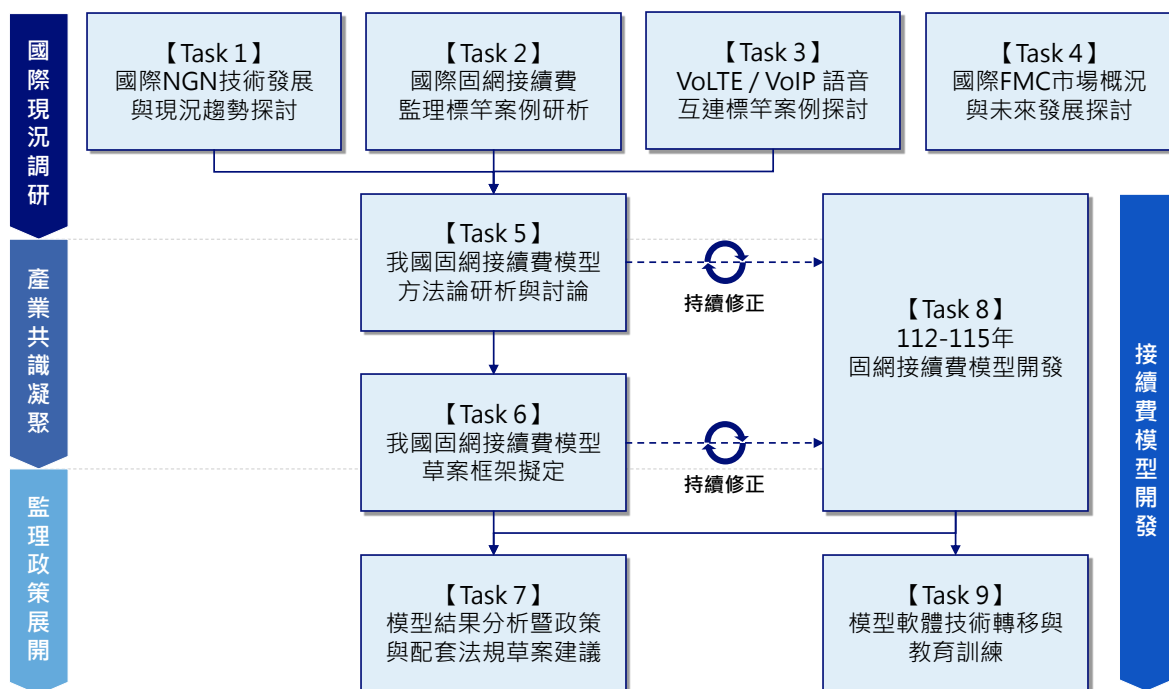 國際現況調研
【Task 1】
國際NGN技術發展
與現況趨勢探討
【Task 2】
國際固網接續費
監理標竿案例研析
【Task 3】
VoLTE / VoIP 語音
互連標竿案例探討
【Task 4】
國際FMC市場概況
與未來發展探討
產業共識凝聚
【Task 5】
我國固網接續費模型
方法論研析與討論
持續修正
【Task 6】
我國固網接續費模型
草案框架擬定
持續修正
【Task 8】
112-115年
固網接續費模型開發
接續費模型開發
監理政策展開
【Task 7】
模型結果分析暨政策
與配套法規草案建議
【Task 9】
模型軟體技術轉移與
教育訓練